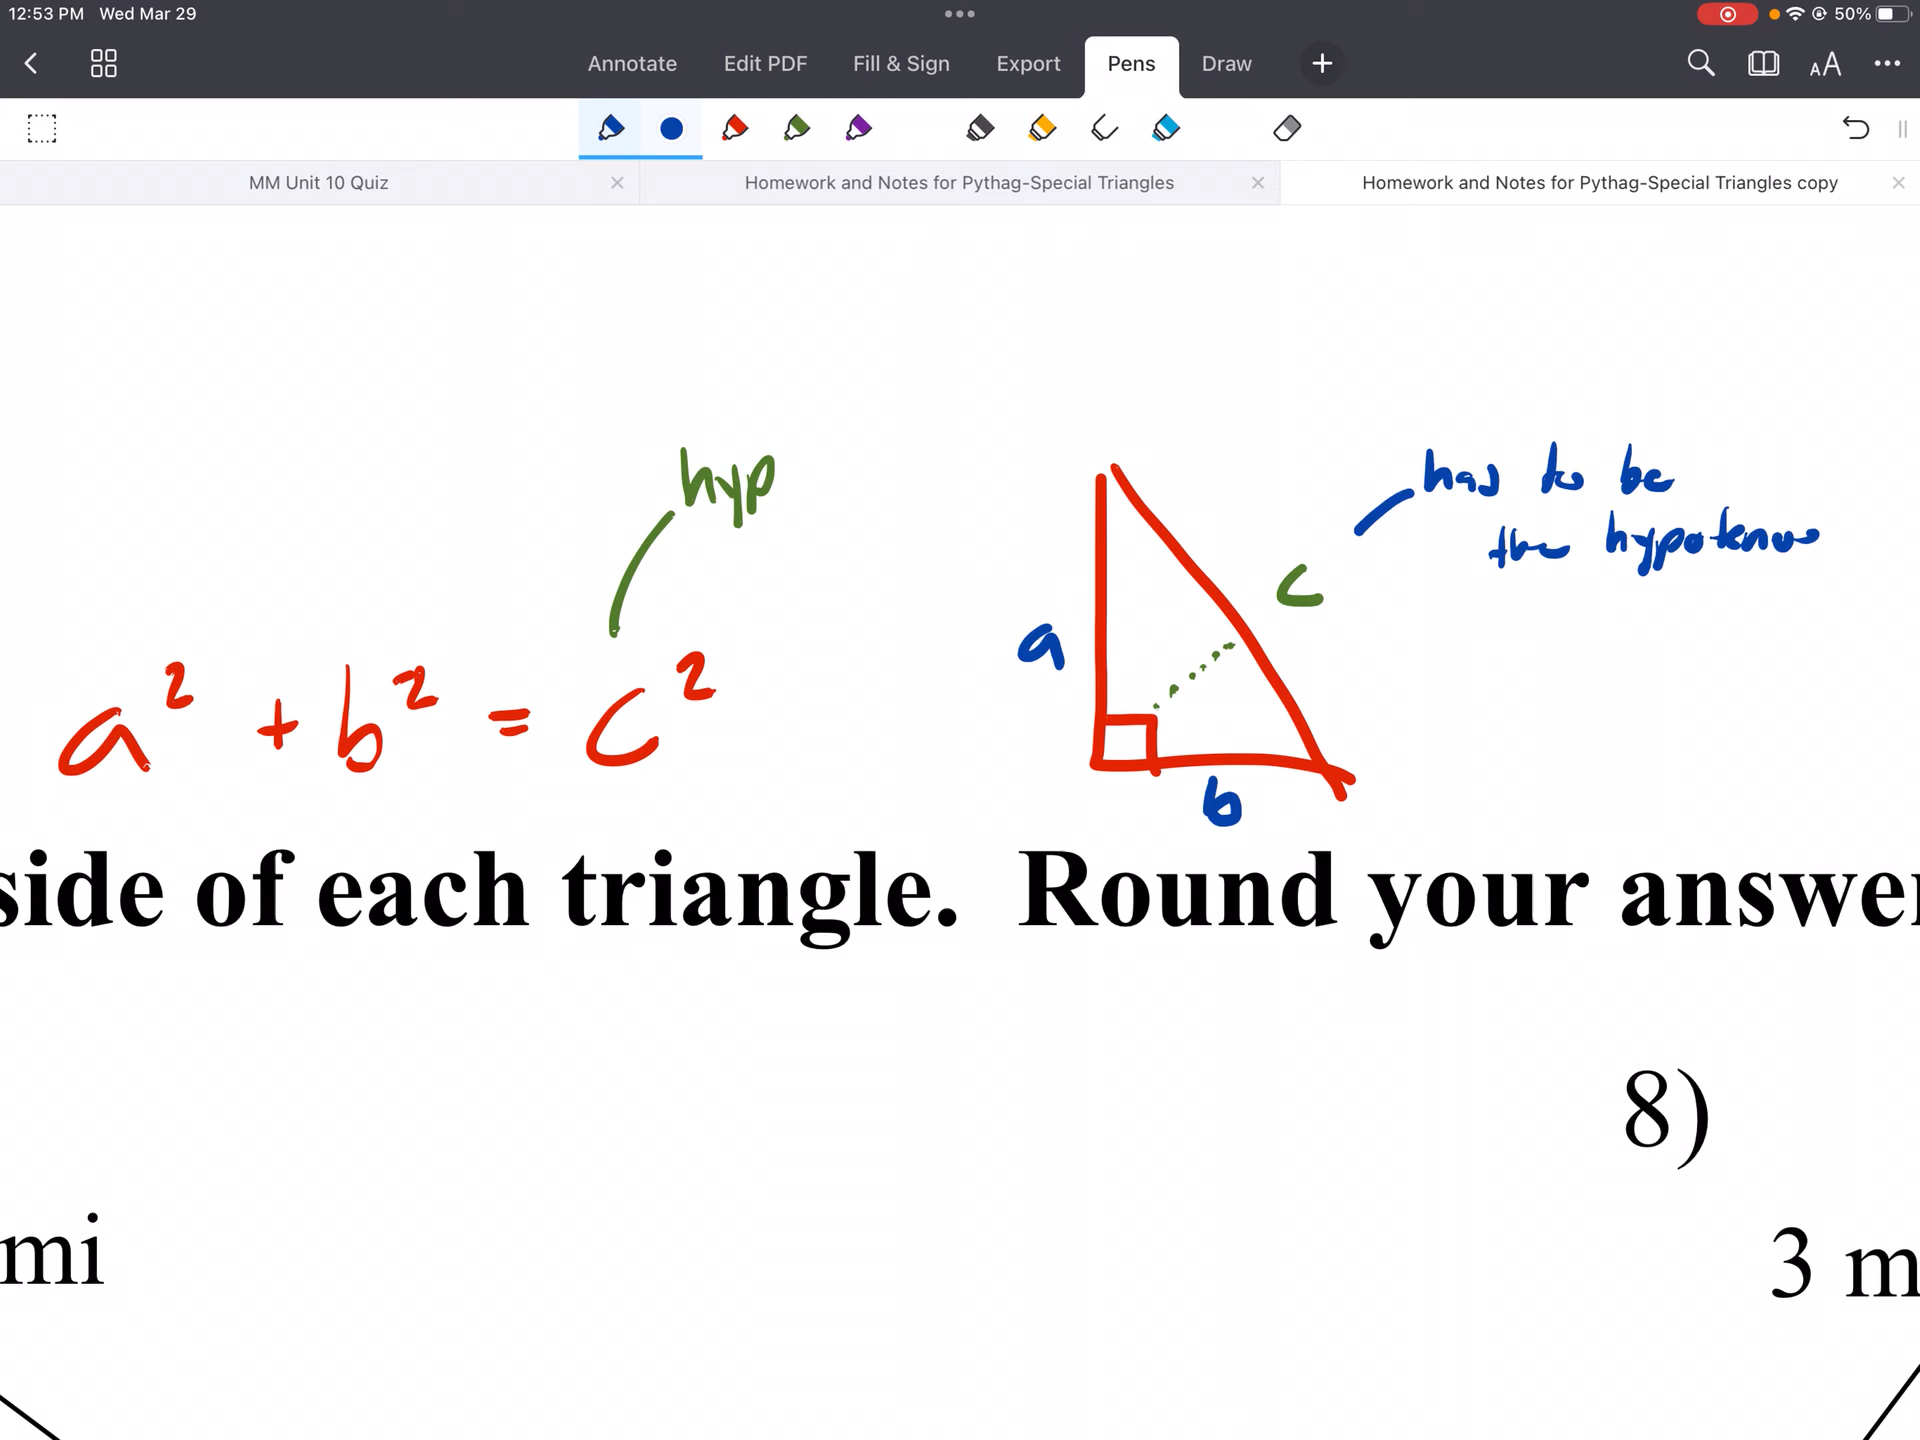 12:53 PM Wed Mar 29
50%
Annotate Edit PDF Fill & Sign Export Pens Draw
AA
MM Unit 10 Quiz
Homework and Notes for Pythag-Special Triangles
Homework and Notes for Pythag-Special Triangles copy
hyp
has to be
the
a² + b² = c²
c
a
b
side of each triangle. Round your answer
8)
mi
3 m